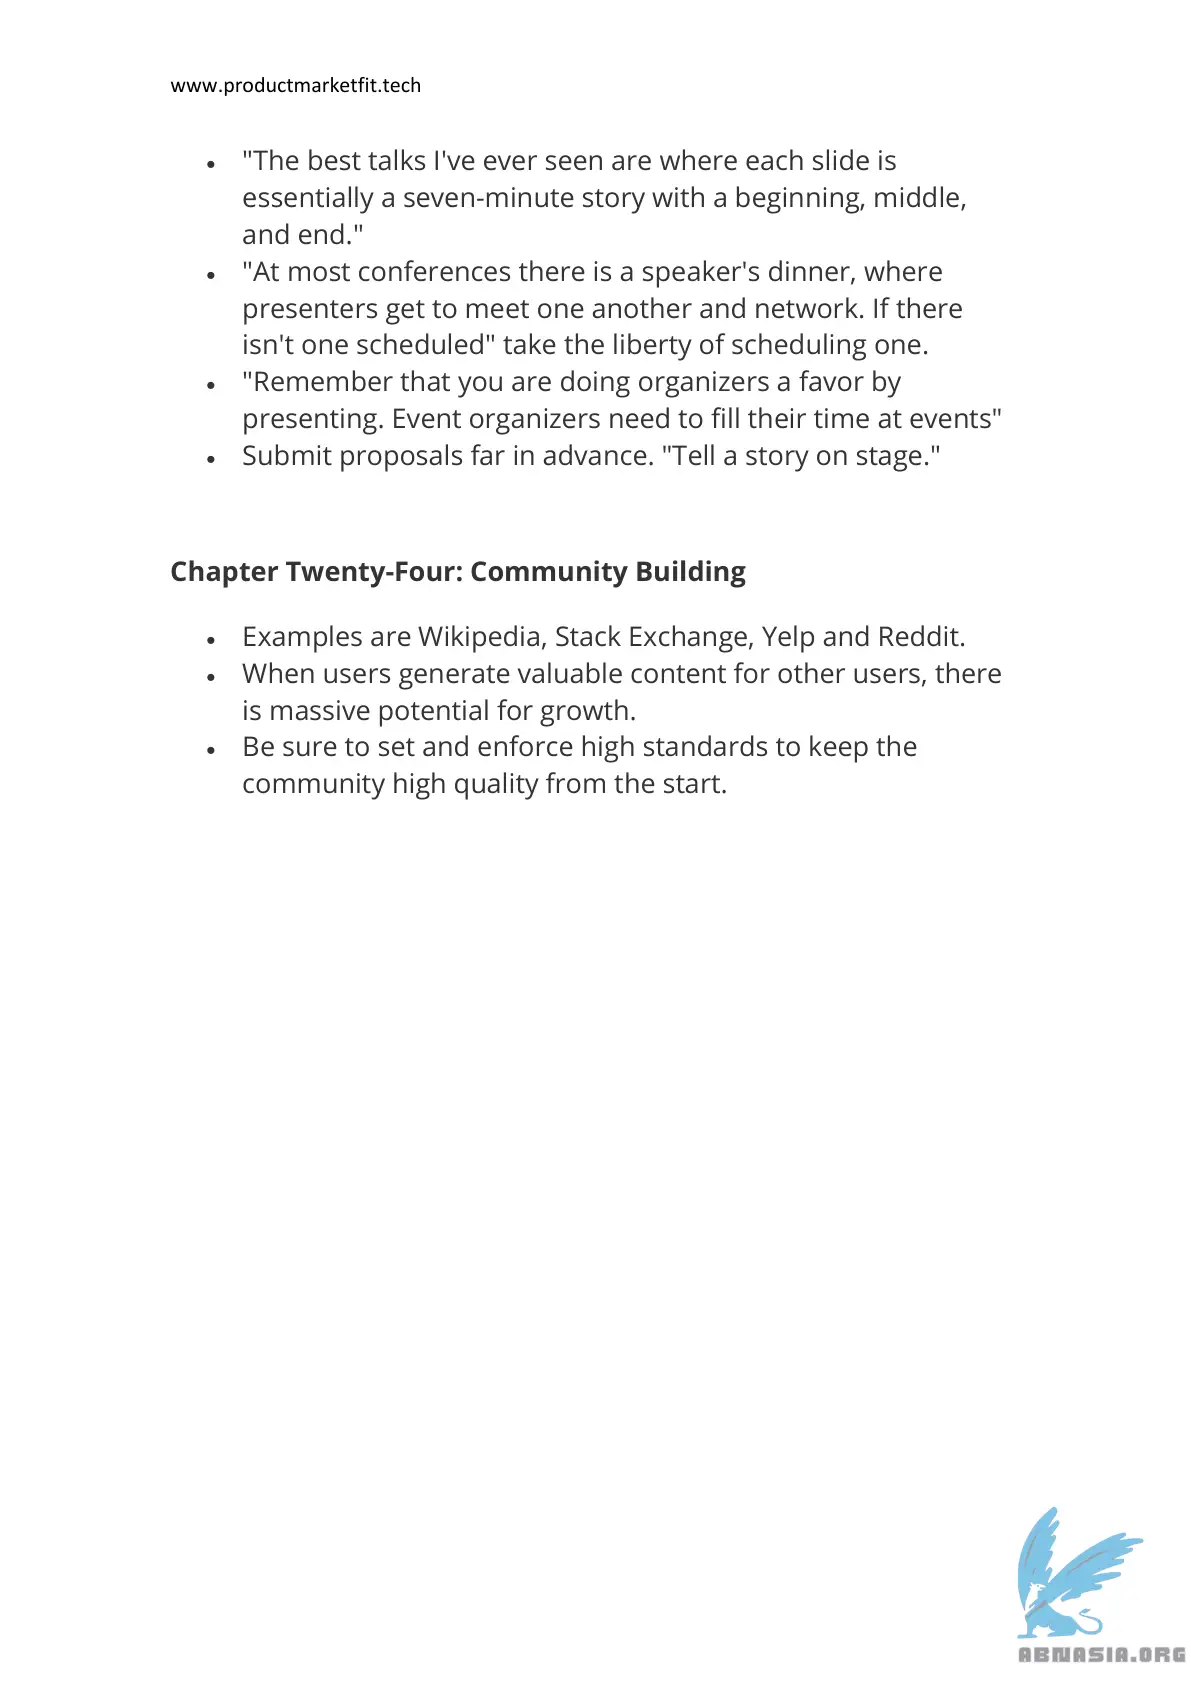 www.productmarketfit.tech
• "The best talks I've ever seen are where each slide is
essentially a seven-minute story with a beginning, middle,
and end."
• "At most conferences there is a speaker's dinner, where
presenters get to meet one another and network. If there
isn't one scheduled" take the liberty of scheduling one.
• "Remember that you are doing organizers a favor by
presenting. Event organizers need to fill their time at events"
• Submit proposals far in advance. "Tell a story on stage."
Chapter Twenty-Four: Community Building
• Examples are Wikipedia, Stack Exchange, Yelp and Reddit.
• When users generate valuable content for other users, there
is massive potential for growth.
• Be sure to set and enforce high standards to keep the
community high quality from the start.
ABNASIA.ORG